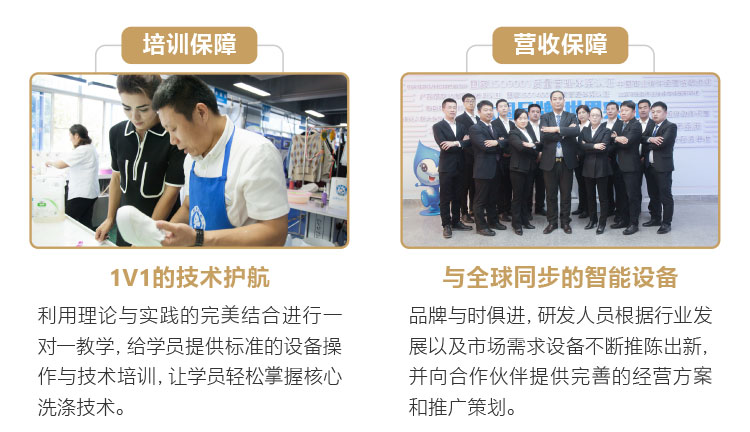 培训保障
1V1的技术护航
利用理论与实践的完美结合进行一
对一教学, 给学员提供标准的设备操
作与技术培训, 让学员轻松掌握核心
洗涤技术。
营收保障
与全球同步的智能设备
品牌与时俱进, 研发人员根据行业发
展以及市场需求设备不断推陈出新,
并向合作伙伴提供完善的经营方案
和推广策划。